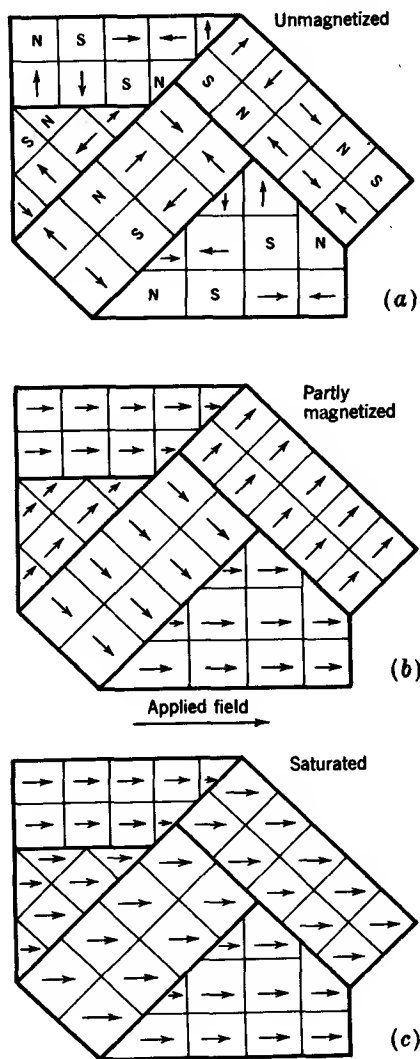 Unmagnetized
N S
S N
S N
S
N
N
S
N
S
N
S
S N
N S
(a)
Partly
magnetized
(b)
Applied field
Saturated
(c)